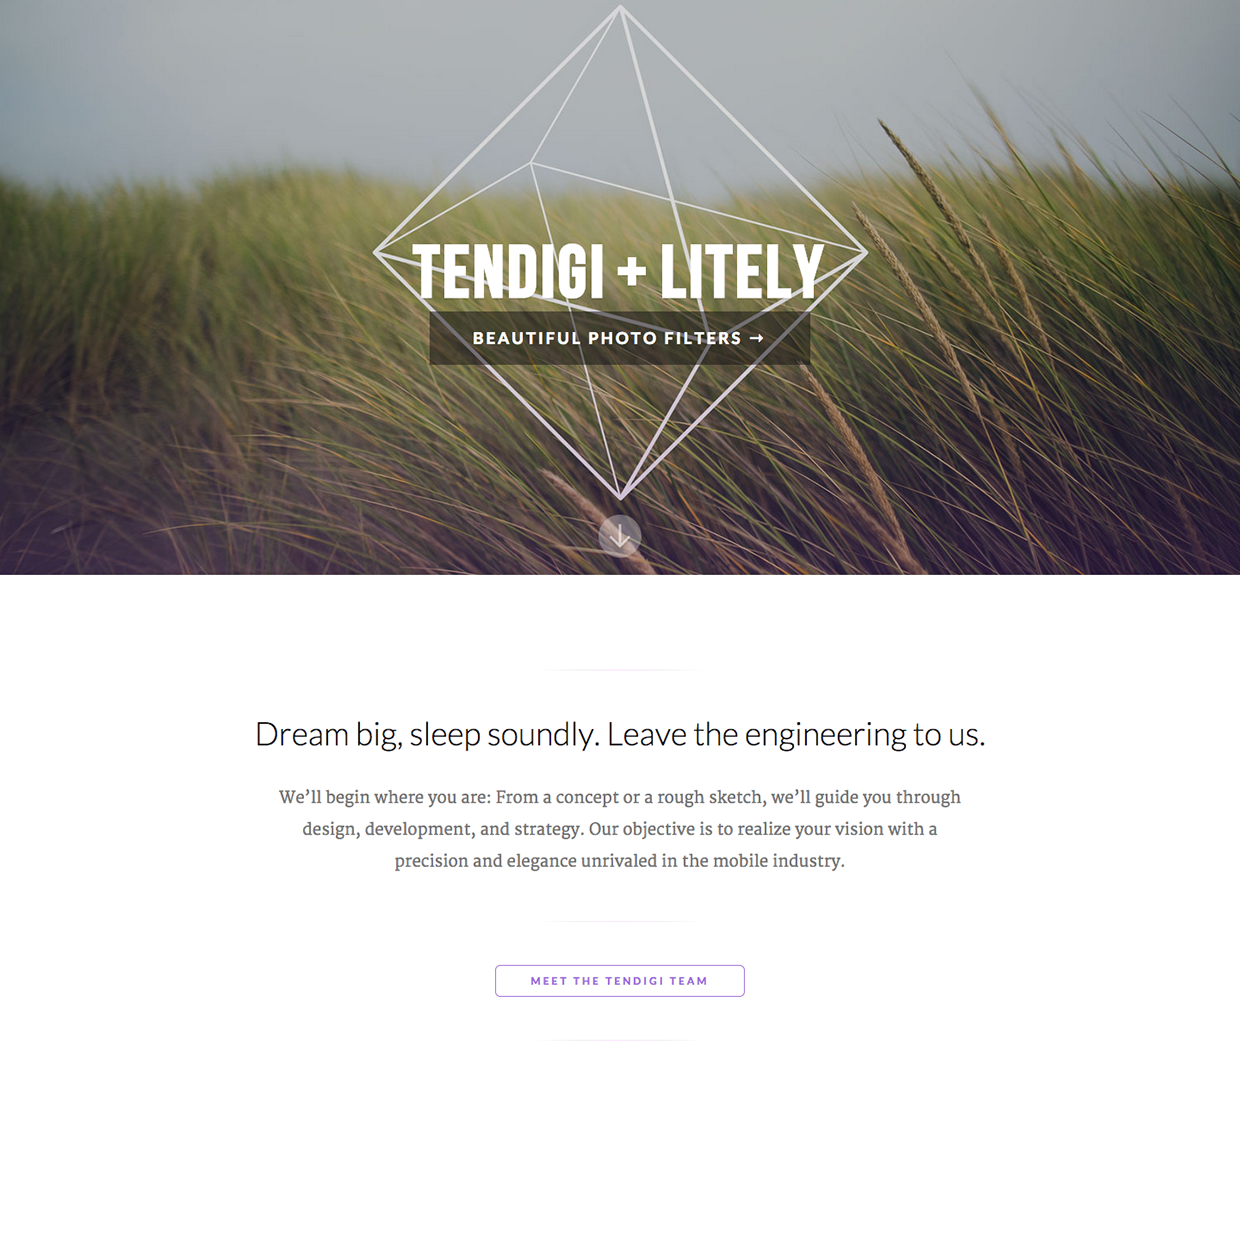 TENDIGI + LITELY
BEAUTIFUL PHOTO FILTERS →
Dream big, sleep soundly. Leave the engineering to us.
We’ll begin where you are: From a concept or a rough sketch, we’ll guide you through
design, development, and strategy. Our objective is to realize your vision with a
precision and elegance unrivaled in the mobile industry.
MEET THE TENDIGI TEAM